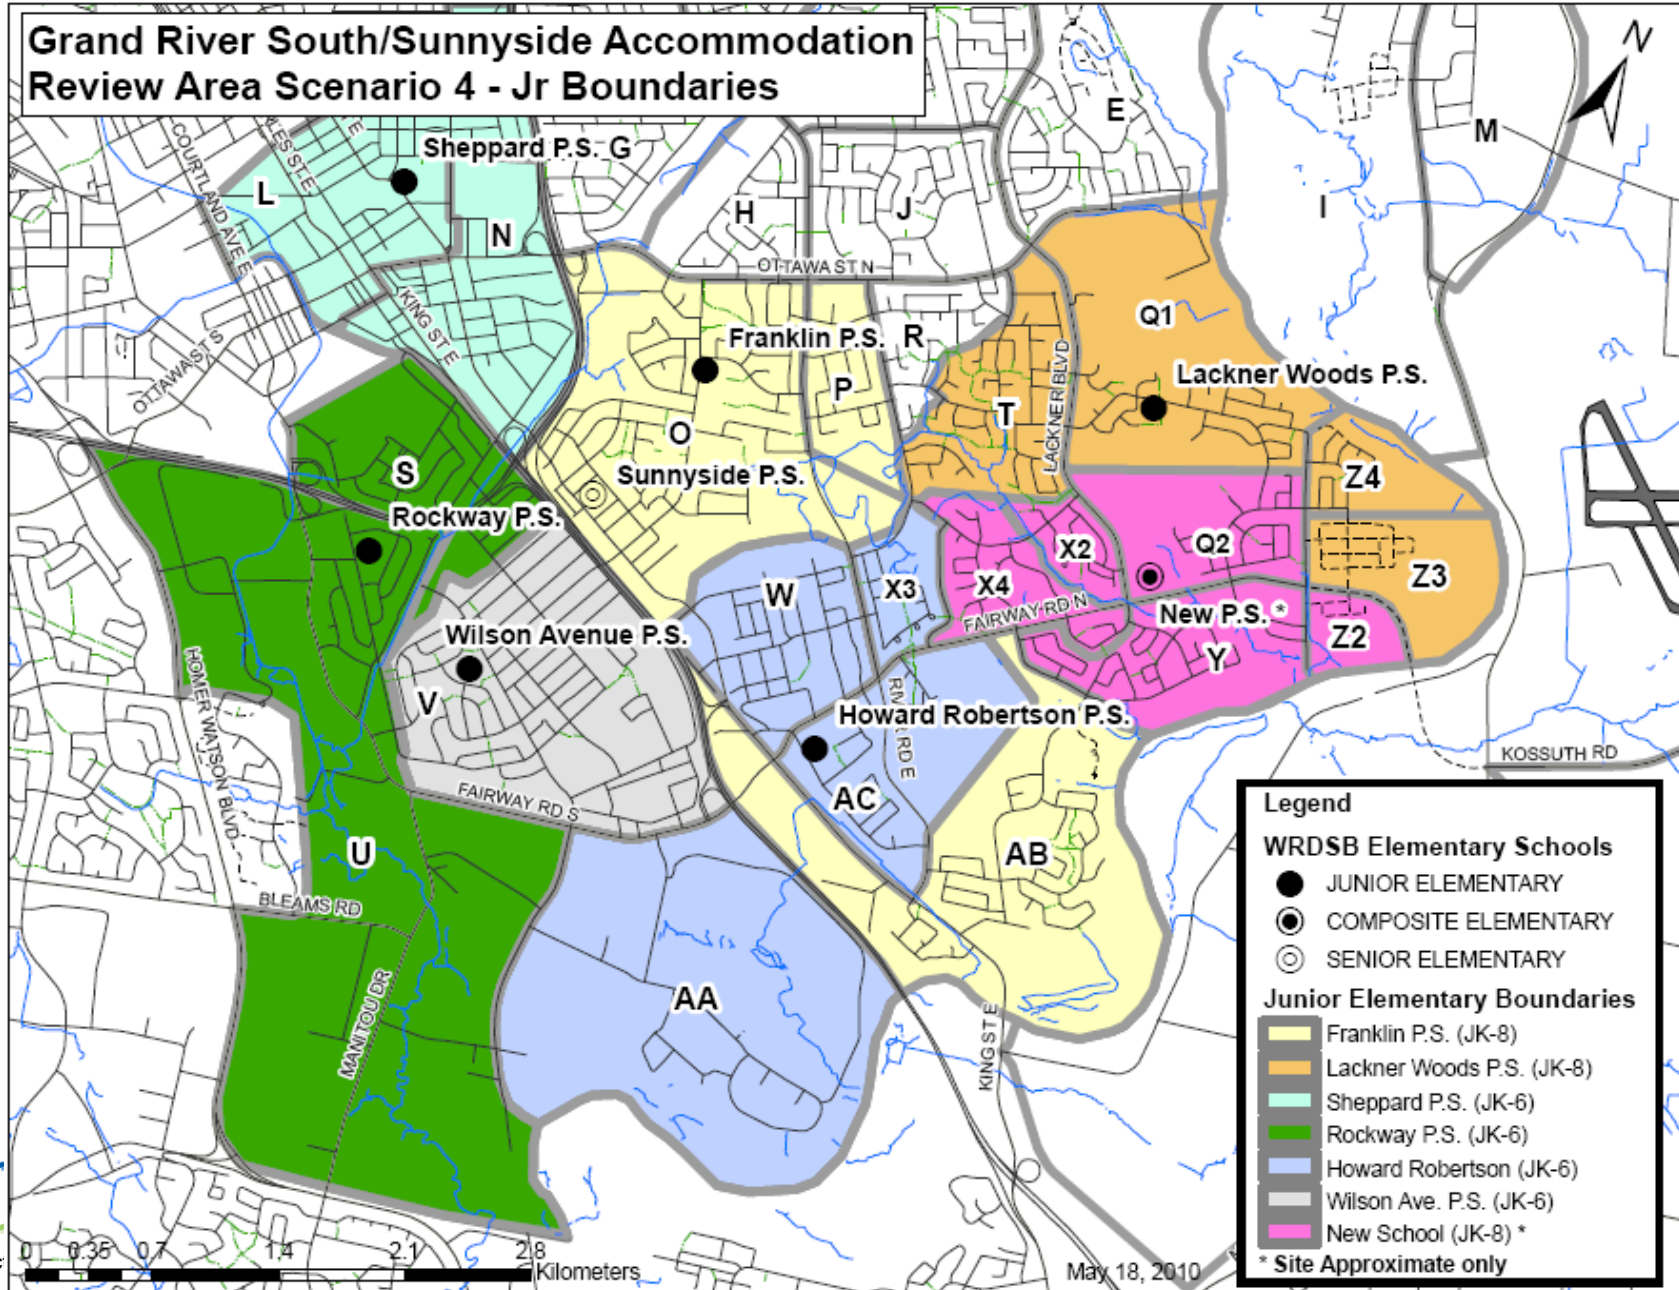 Grand River South/Sunnyside Accommodation
Review Area Scenario 4 - Jr Boundaries
N
E
M
COURTLAND AVE E
Sheppard P.S.
G
L
N
H
J
I
OTTAWA ST N
KING ST E
OTTAWA ST S
Franklin P.S.
R
Q1
P
LACKNER BLVD
Lackner Woods P.S.
O
T
S
Sunnyside P.S.
Z4
Rockway P.S.
X2
Q2
Z3
W
X3
X4
FAIRWAY RD N
New P.S. *
Wilson Avenue P.S.
Z2
Y
HOMER WATSON BLVD
V
RIVER RD E
Howard Robertson P.S.
KOSSUTH RD
FAIRWAY RD S
AC
U
AB
BLEAMS RD
MANITOU DR
AA
KING ST E
Legend
WRDSB Elementary Schools
JUNIOR ELEMENTARY
COMPOSITE ELEMENTARY
SENIOR ELEMENTARY
Junior Elementary Boundaries
Franklin P.S. (JK-8)
Lackner Woods P.S. (JK-8)
Sheppard P.S. (JK-6)
Rockway P.S. (JK-6)
Howard Robertson (JK-6)
Wilson Ave. P.S. (JK-6)
New School (JK-8) *
* Site Approximate only
0 0.35 0.7 1.4 2.1 2.8
Kilometers
May 18, 2010